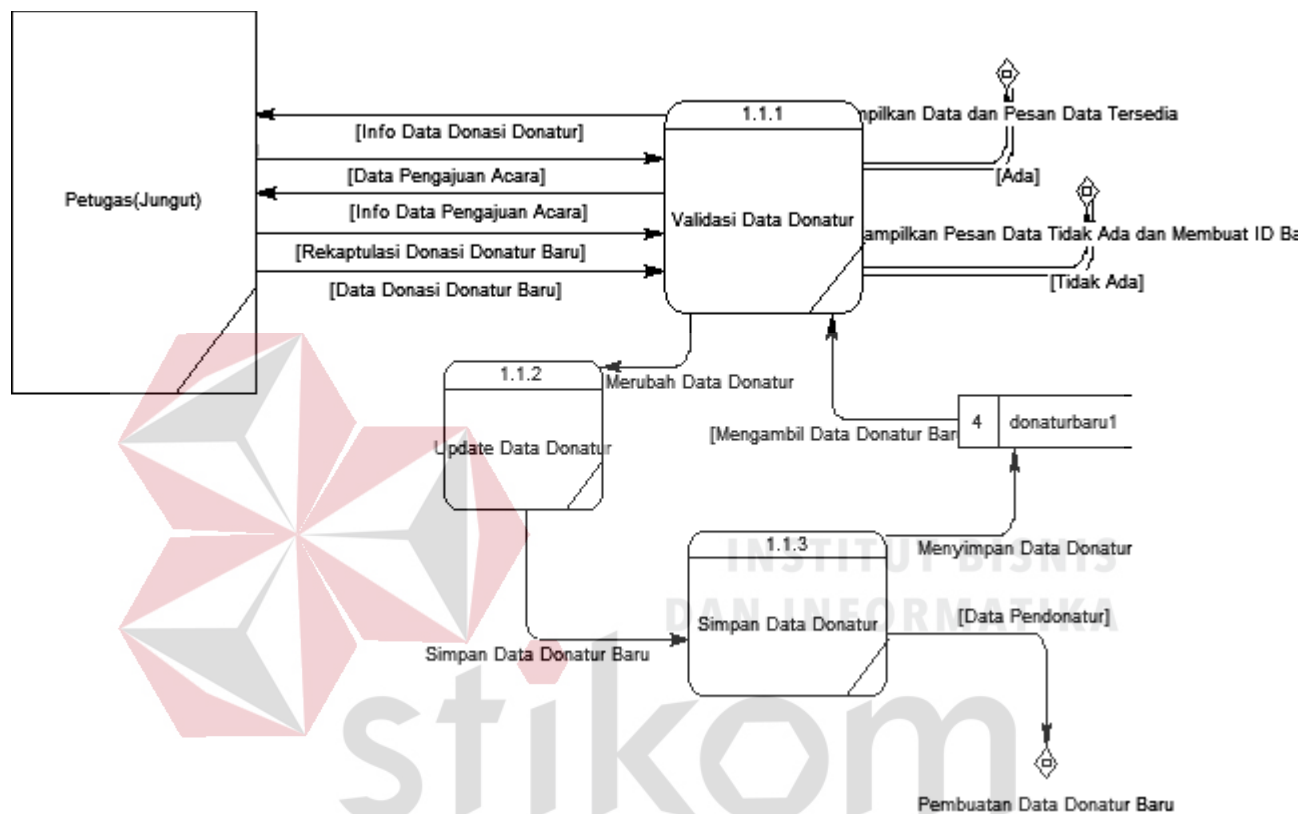 1.1.1
mpilkan Data dan Pesan Data Tersedia
[Info Data Donasi Donatur]
[Data Pengajuan Acara]
[Ada]
Petugas(Jungut)
[Info Data Pengajuan Acara]
Validasi Data Donatur
ampilkan Pesan Data Tidak Ada dan Membuat ID Ba
[Rekaptulasi Donasi Donatur Baru]
[Tidak Ada]
[Data Donasi Donatur Baru]
1.1.2
Merubah Data Donatur
4 donaturbaru1
[Mengambil Data Donatur Baru
Update Data Donatur
1.1.3
Menyimpan Data Donatur
INSTITUT BISNIS
DAN INFORMATIKA
[Data Pendonatur]
Simpan Data Donatur
Simpan Data Donatur Baru
stikom
Pembuatan Data Donatur Baru